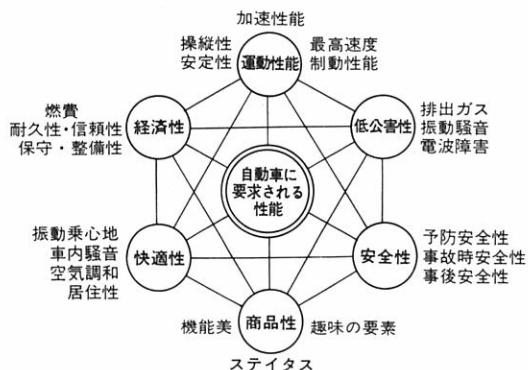 加速性能
操縦性
安定性
運動性能
最高速度
制動性能
燃費
耐久性・信頼性
保守・整備性
経済性
低公害性
排出ガス
振動騒音
電波障害
自動車に
要求される
性能
振動乗心地
車内騒音
空気調和
居住性
快適性
安全性
予防安全性
事故時安全性
事後安全性
機能美
商品性
趣味の要素
ステイタス